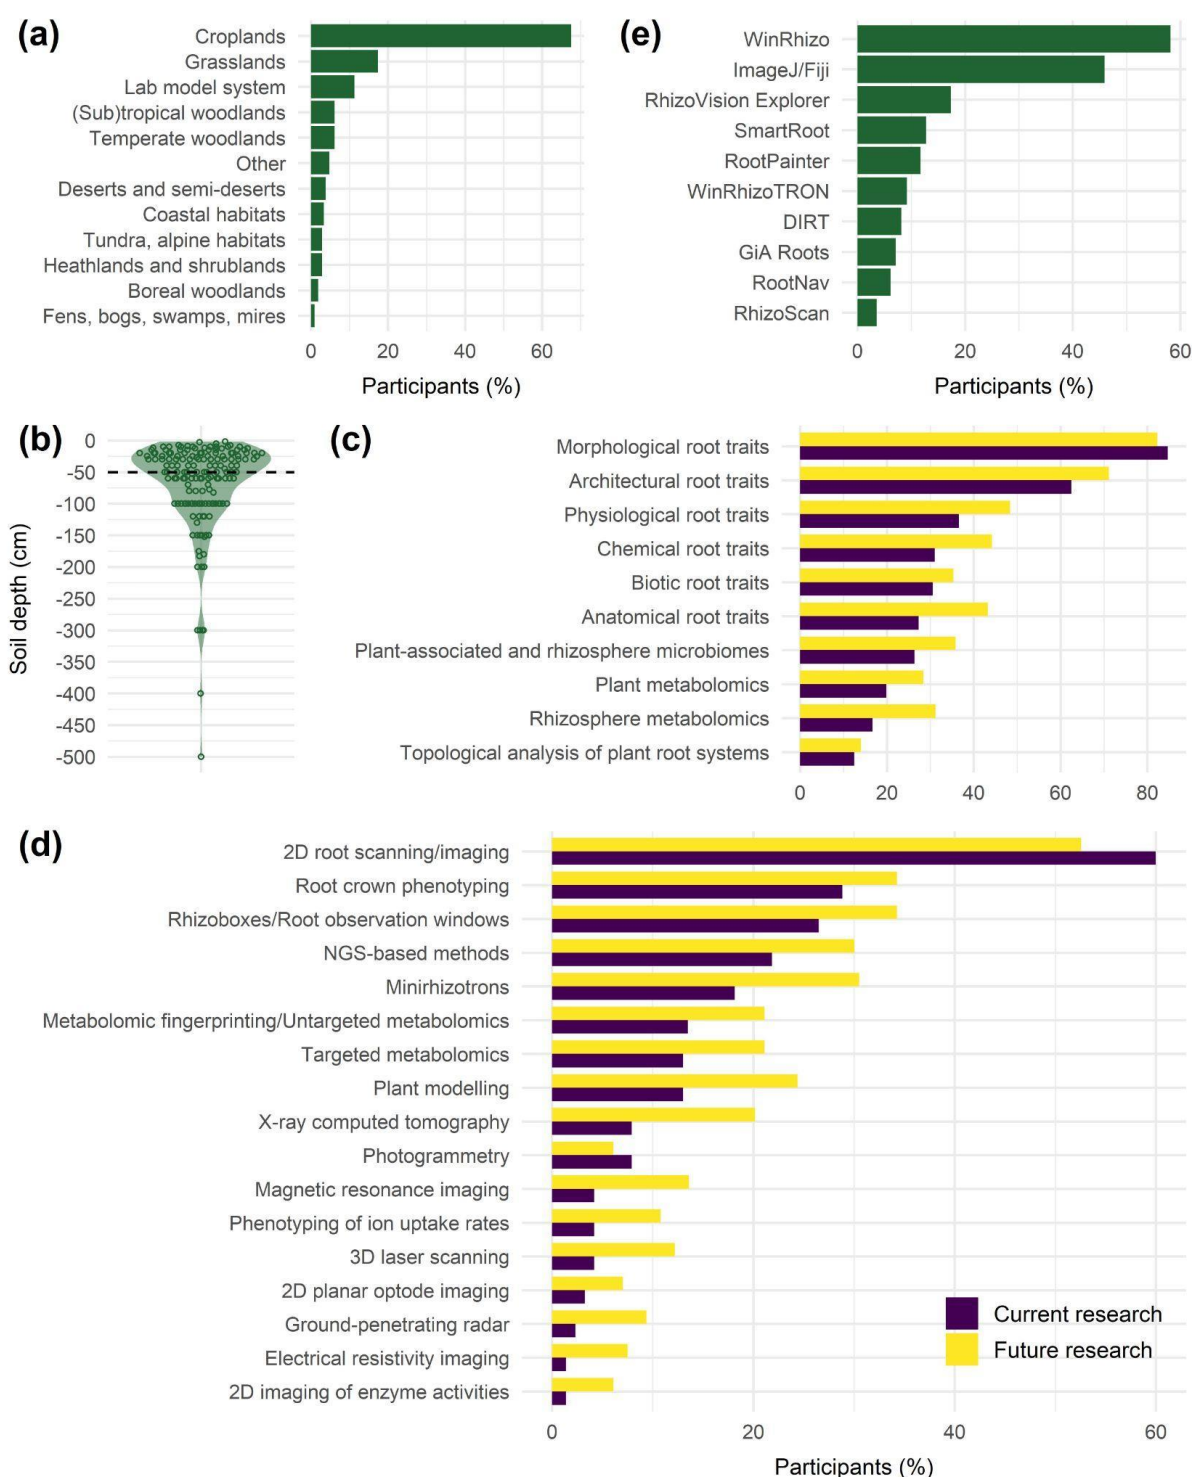 (a)
Croplands
Grasslands
Lab model system
(Sub)tropical woodlands
Temperate woodlands
Other
Deserts and semi-deserts
Coastal habitats
Tundra, alpine habitats
Heathlands and shrublands
Boreal woodlands
Fens, bogs, swamps, mires
0 20 40 60
Participants (%)
(e)
WinRhizo
ImageJ/Fiji
RhizoVision Explorer
SmartRoot
RootPainter
WinRhizoTRON
DIRT
GiA Roots
RootNav
RhizoScan
0 20 40 60
Participants (%)
(b)
Soil depth (cm)
0
-50
-100
-150
-200
-250
-300
-350
-400
-450
-500
(c)
Morphological root traits
Architectural root traits
Physiological root traits
Chemical root traits
Biotic root traits
Anatomical root traits
Plant-associated and rhizosphere microbiomes
Plant metabolomics
Rhizosphere metabolomics
Topological analysis of plant root systems
0 20 40 60 80
(d)
2D root scanning/imaging
Root crown phenotyping
Rhizoboxes/Root observation windows
NGS-based methods
Minirhizotrons
Metabolomic fingerprinting/Untargeted metabolomics
Targeted metabolomics
Plant modelling
X-ray computed tomography
Photogrammetry
Magnetic resonance imaging
Phenotyping of ion uptake rates
3D laser scanning
2D planar optode imaging
Ground-penetrating radar
Electrical resistivity imaging
2D imaging of enzyme activities
Current research
Future research
0 20 40 60
Participants (%)